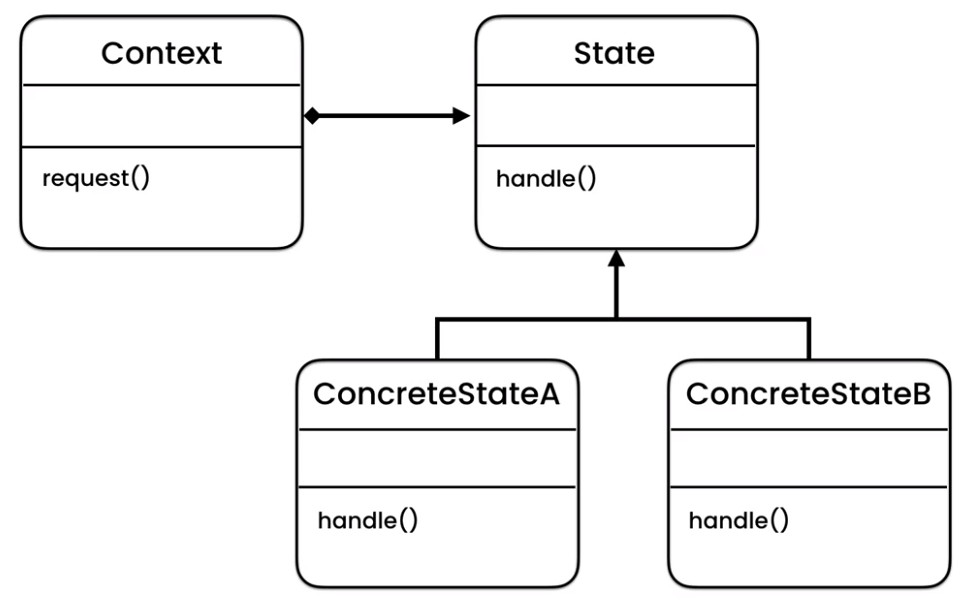 Context
request()
State
handle()
ConcreteStateA
handle()
ConcreteStateB
handle()